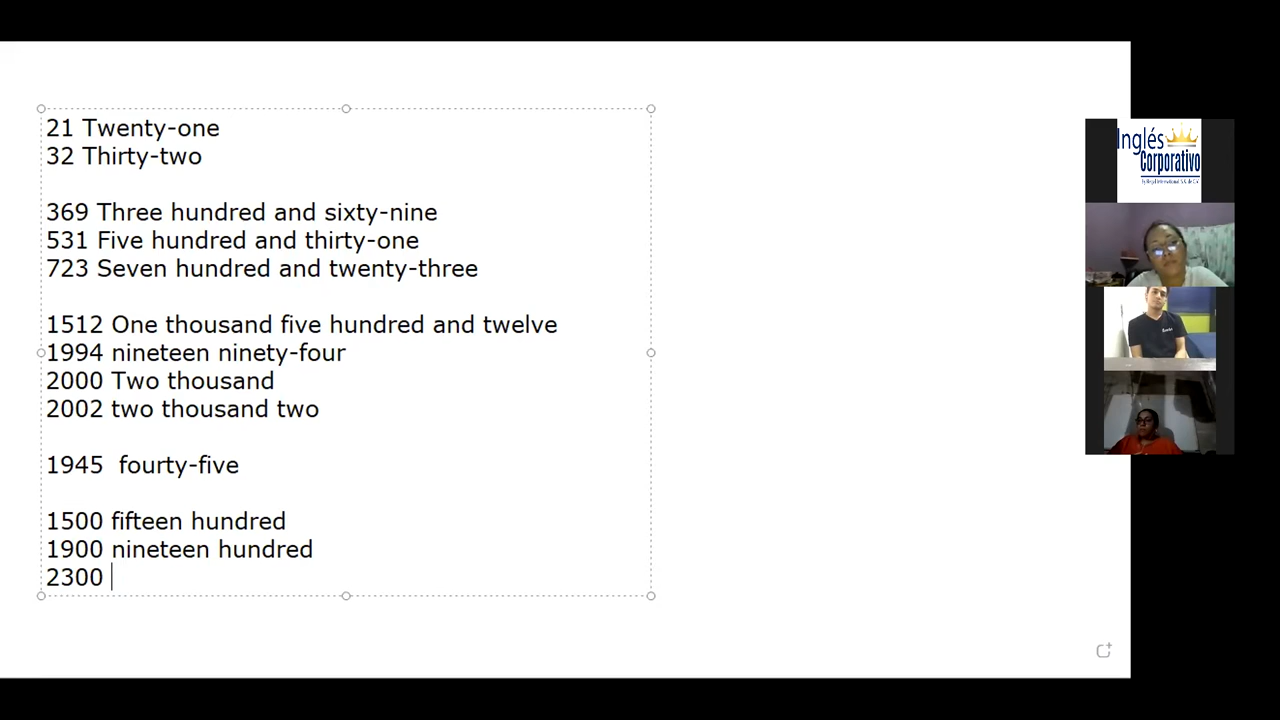 21 Twenty-one
32 Thirty-two
369 Three hundred and sixty-nine
531 Five hundred and thirty-one
723 Seven hundred and twenty-three
1512 One thousand five hundred and twelve
1994 nineteen ninety-four
2000 Two thousand
2002 two thousand two
1945 fourty-five
1500 fifteen hundred
1900 nineteen hundred
2300
Inglés
Corporativo